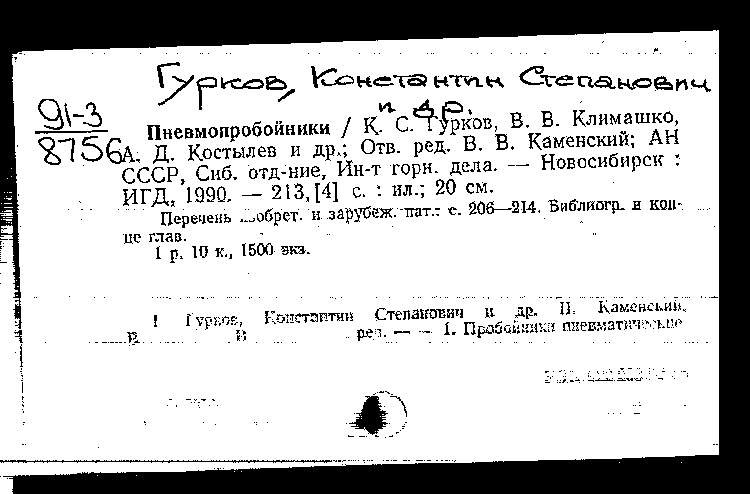 Гурков, Константин Степанович
и др.
91-3
8756
Пневмопробойники / К. С. Гурков, В. В. Климашко,
А. Д. Костылев и др.; Отв. ред. В. В. Каменский; АН
СССР, Сиб. отд-ние, Ин-т горн. дела. — Новосибирск :
ИГД, 1990. — 213, [4] с. : ил.; 20 см.
Перечень изобрет. и зарубеж. пат.: с. 206—214. Библиогр. в кон-
це глав.
1 р. 10 к., 1500 экз.
I Гурков, Константин Степанович и др. II. Каменский,
В В ред. — — 1. Пробойники пневматические